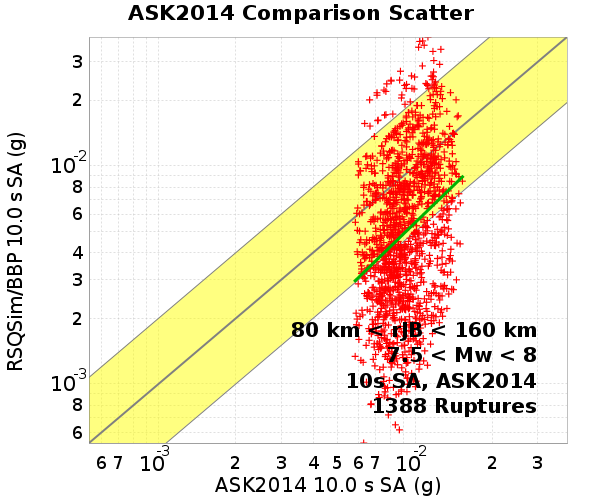 ASK2014 Comparison Scatter
RSQSim/BBP 10.0 s SA (g)
3
2
10⁻²
8
6
4
3
2
10⁻³
8
6
80 km < rJB < 160 km
7.5 < Mw < 8
10s SA, ASK2014
1388 Ruptures
6 7 10⁻³ 2 3 4 5 6 7 10⁻² 2 3
ASK2014 10.0 s SA (g)